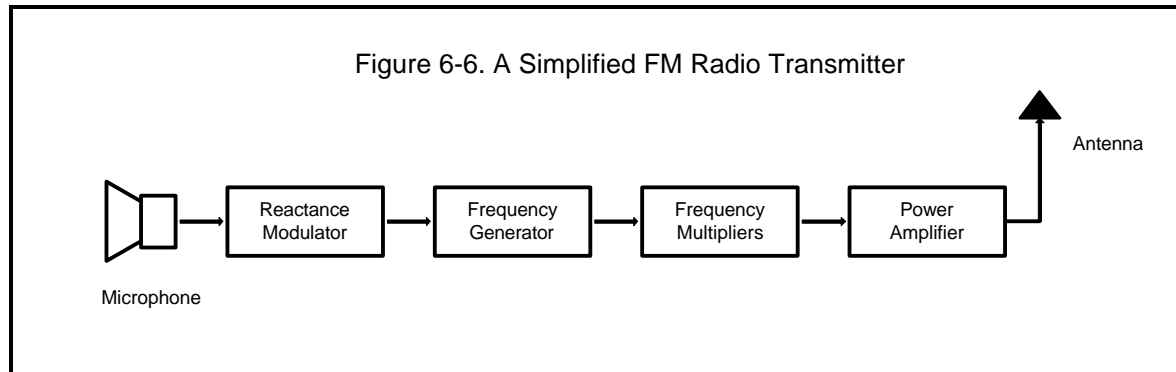 Figure 6-6. A Simplified FM Radio Transmitter
Antenna
Reactance
Modulator
Frequency
Generator
Frequency
Multipliers
Power
Amplifier
Microphone